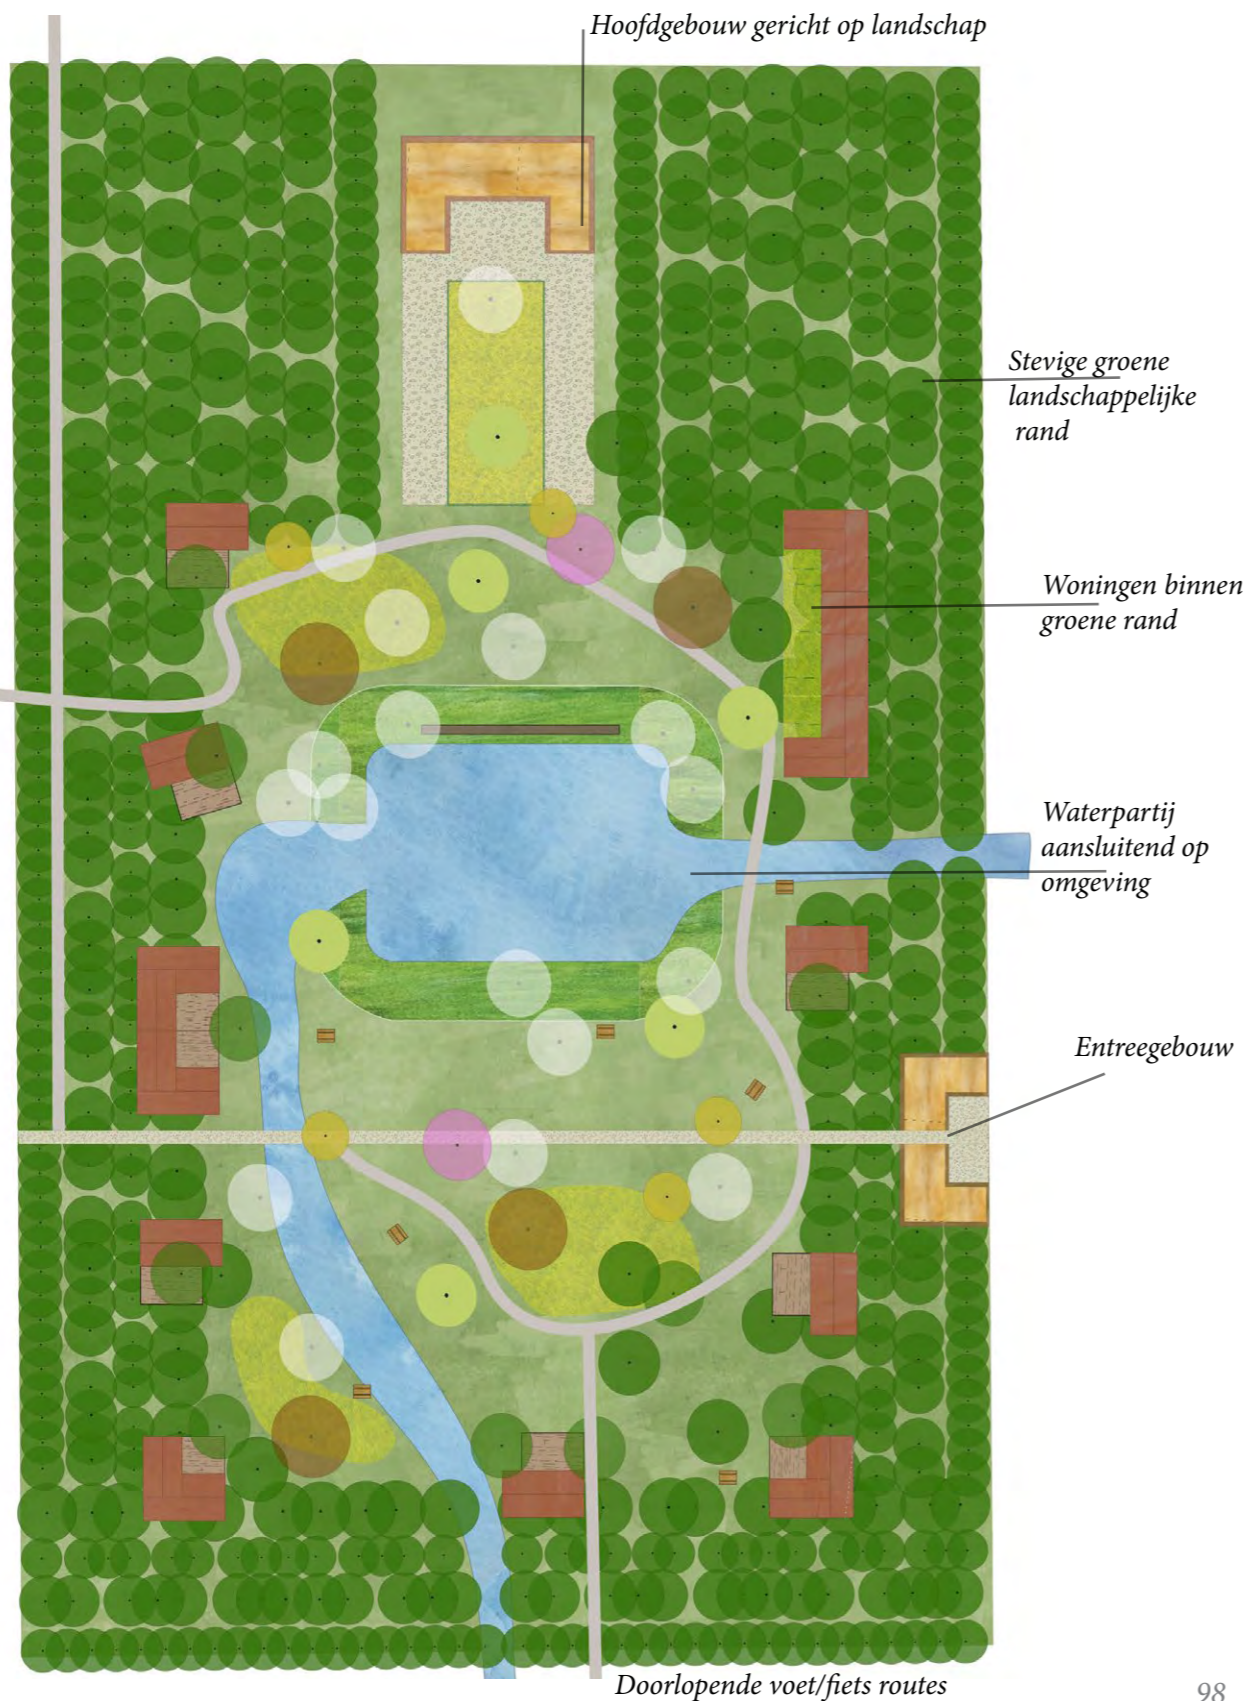 Hoofdgebouw gericht op landschap
Stevige groene
landschappelijke
rand
Woningen binnen
groene rand
Waterpartij
aansluitend op
omgeving
Entreegebouw
Doorlopende voet/fiets routes
98